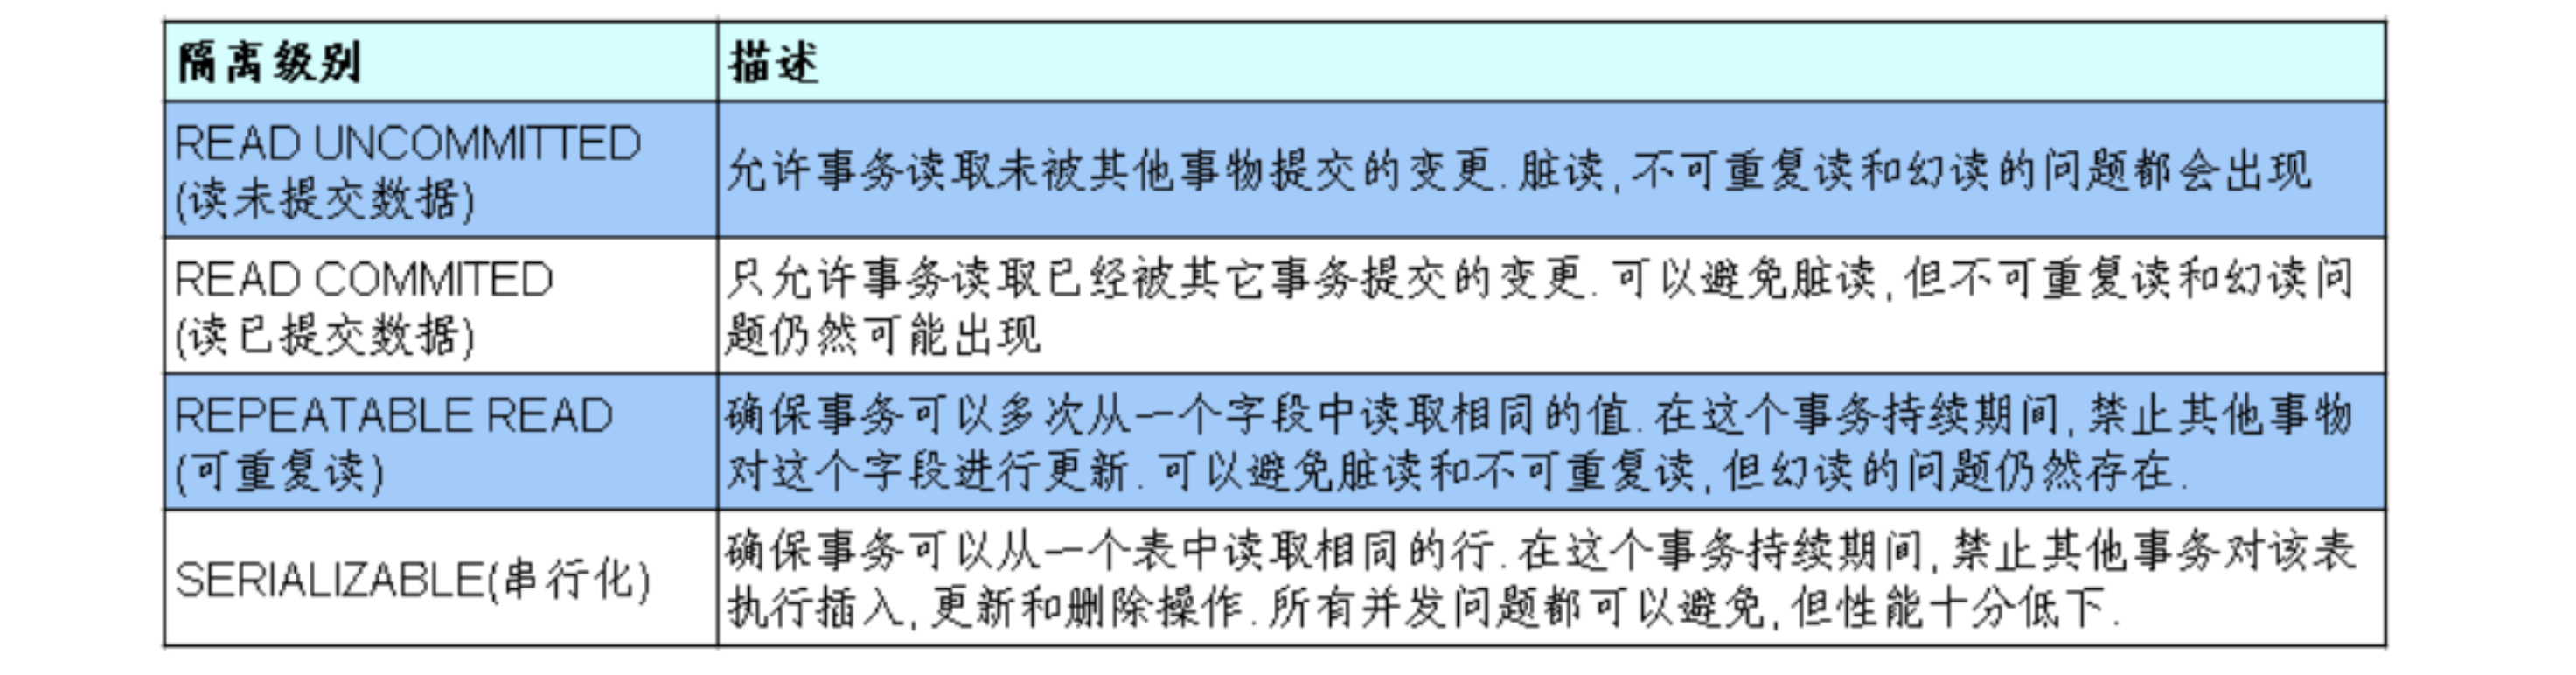 隔离级别
描述
READ UNCOMMITTED
(读未提交数据)
允许事务读取未被其他事物提交的变更.脏读,不可重复读和幻读的问题都会出现
READ COMMITED
(读已提交数据)
只允许事务读取已经被其它事务提交的变更.可以避免脏读,但不可重复读和幻读问
题仍然可能出现
REPEATABLE READ
(可重复读)
确保事务可以多次从一个字段中读取相同的值.在这个事务持续期间,禁止其他事物
对这个字段进行更新.可以避免脏读和不可重复读,但幻读的问题仍然存在.
SERIALIZABLE(串行化)
确保事务可以从一个表中读取相同的行.在这个事务持续期间,禁止其他事务对该表
执行插入,更新和删除操作.所有并发问题都可以避免,但性能十分低下.